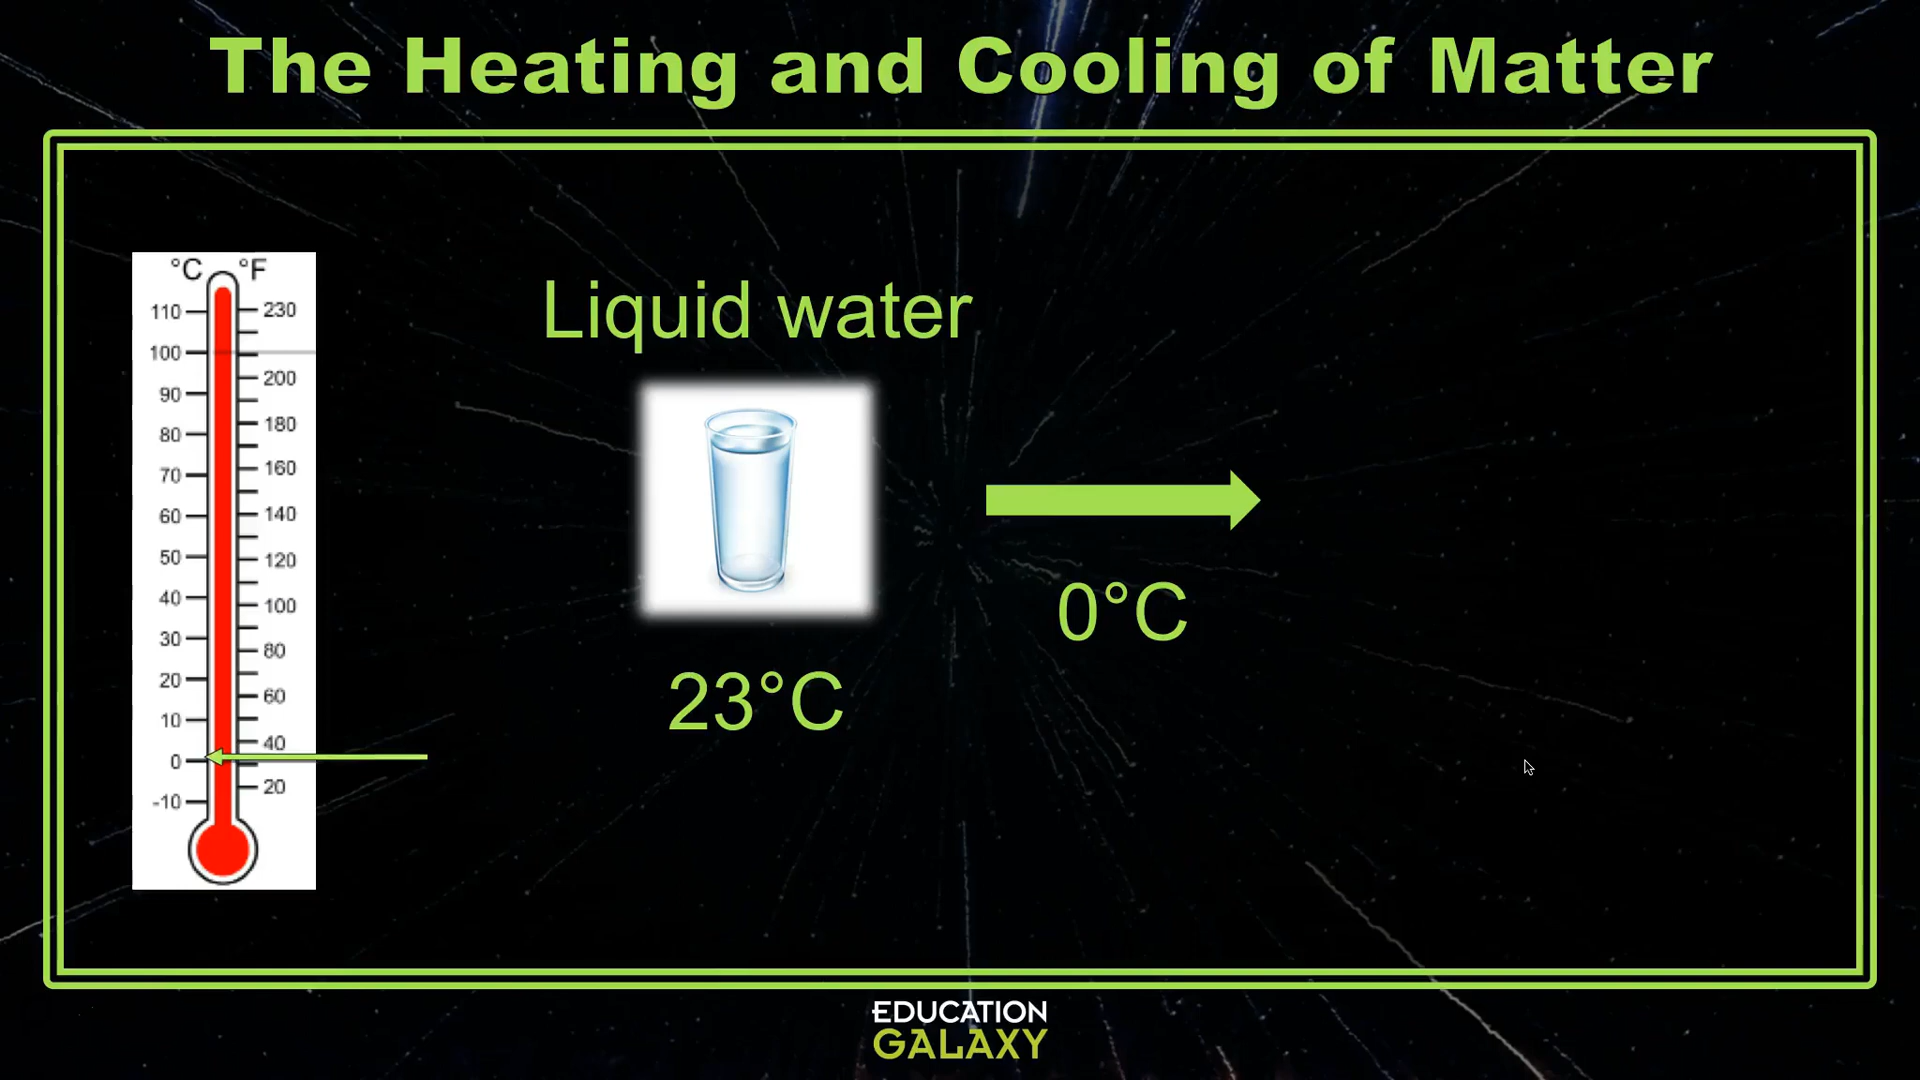 The Heating and Cooling of Matter
°C °F
110 230
100
90 200
80 180
70 160
60 140
50 120
40 100
30 80
20 60
10 40
0 20
-10
Liquid water
23°C
0°C
EDUCATION
GALAXY